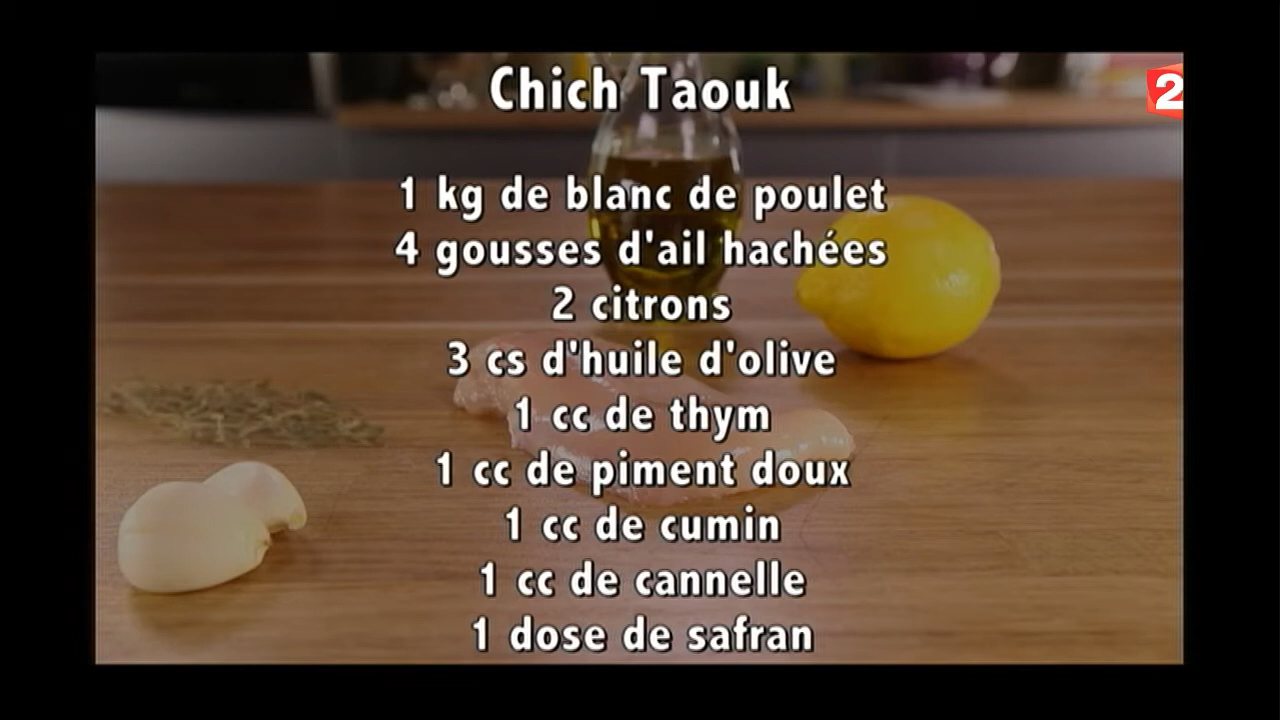 Chich Taouk
2
1 kg de blanc de poulet
4 gousses d'ail hachées
2 citrons
3 cs d'huile d'olive
1 cc de thym
1 cc de piment doux
1 cc de cumin
1 cc de cannelle
1 dose de safran